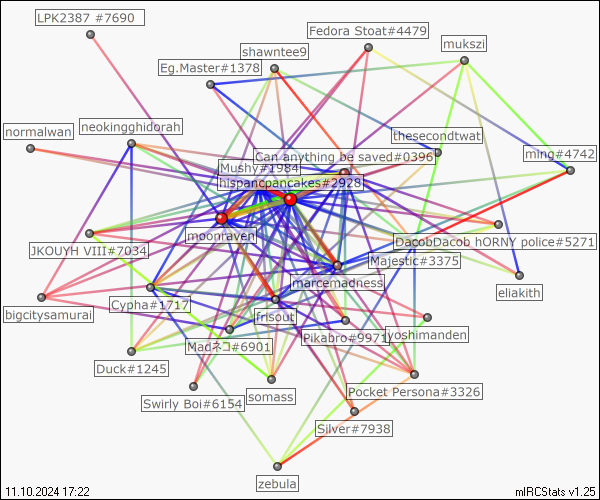 LPK2387 #7690
Fedora Stoat#4479
mukszi
shawntee9
Eg.Master#1378
normalwan
neokingghidorah
thesecondtwat
Can anything be saved#0396
ming#4742
Mushy#1984
hispancpancakes#2928
moonraven
DacobDacob hORNY police#5271
JKOUYH VIII#7034
Majestic#3375
marcemadness
eliakith
Cypha#1717
bigcitysamurai
frisout
Madネコ#6901
Pikabro#9971
yoshimanden
Duck#1245
Pocket Persona#3326
somass
Swirly Boi#6154
Silver#7938
zebula
11.10.2024 17:22
mIRCStats v1.25